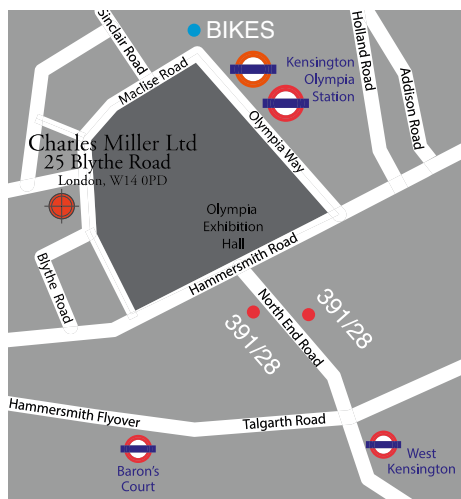 BIKES
Sinclair Road
Maclise Road
Kensington
Olympia
Station
Holland Road
Addison Road
Olympia Way
Charles Miller Ltd
25 Blythe Road
London, W14 0PD
Olympia
Exhibition
Hall
Hammersmith Road
Blythe Road
North End Road
391/28
391/28
Hammersmith Flyover
Talgarth Road
Baron's
Court
West
Kensington